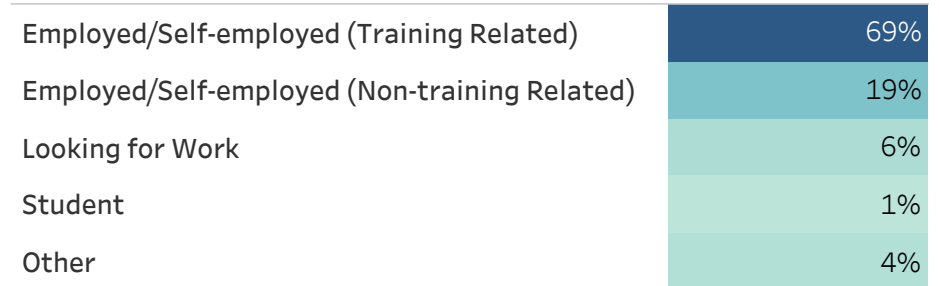 Employed/Self-employed (Training Related) 69%
Employed/Self-employed (Non-training Related) 19%
Looking for Work 6%
Student 1%
Other 4%